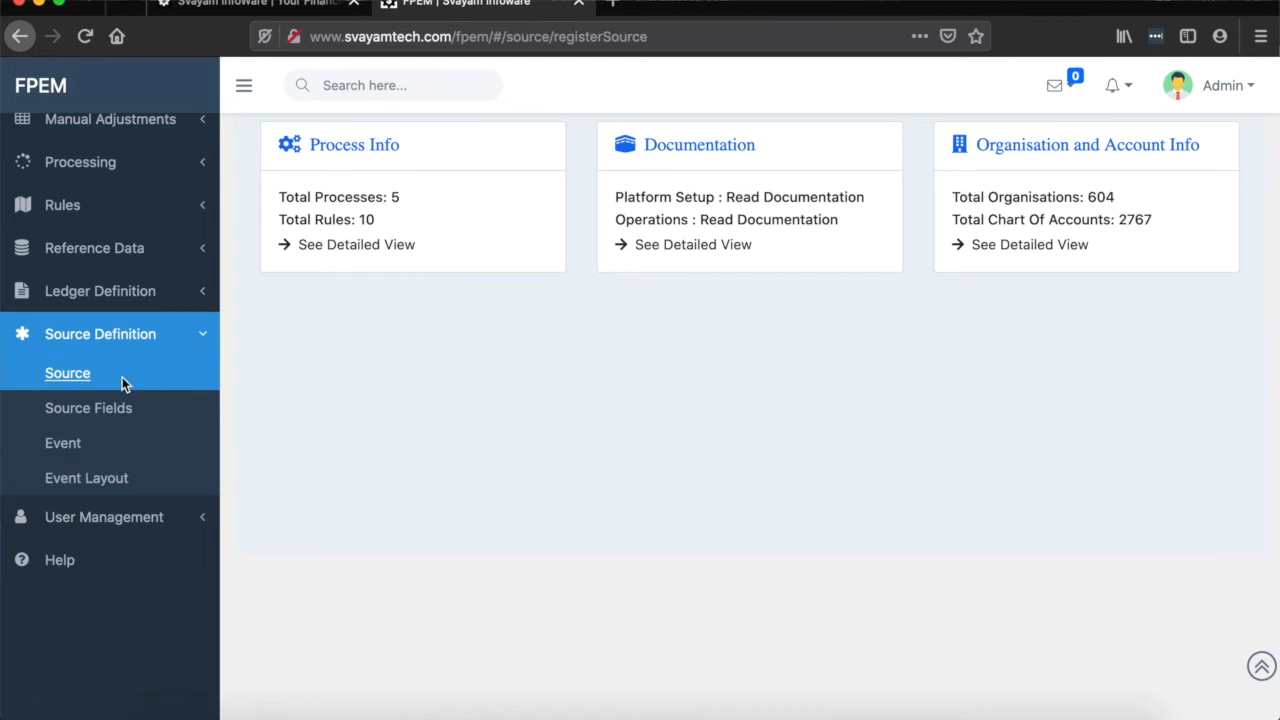 Svayam InfoWare | Your Financ
FPEM | Svayam InfoWare
www.svayamtech.com/fpem/#/source/registerSource
FPEM
Search here...
0
Admin
Manual Adjustments
Processing
Rules
Reference Data
Ledger Definition
Source Definition
Source
Source Fields
Event
Event Layout
User Management
Help
Process Info
Total Processes: 5
Total Rules: 10
See Detailed View
Documentation
Platform Setup : Read Documentation
Operations : Read Documentation
See Detailed View
Organisation and Account Info
Total Organisations: 604
Total Chart Of Accounts: 2767
See Detailed View